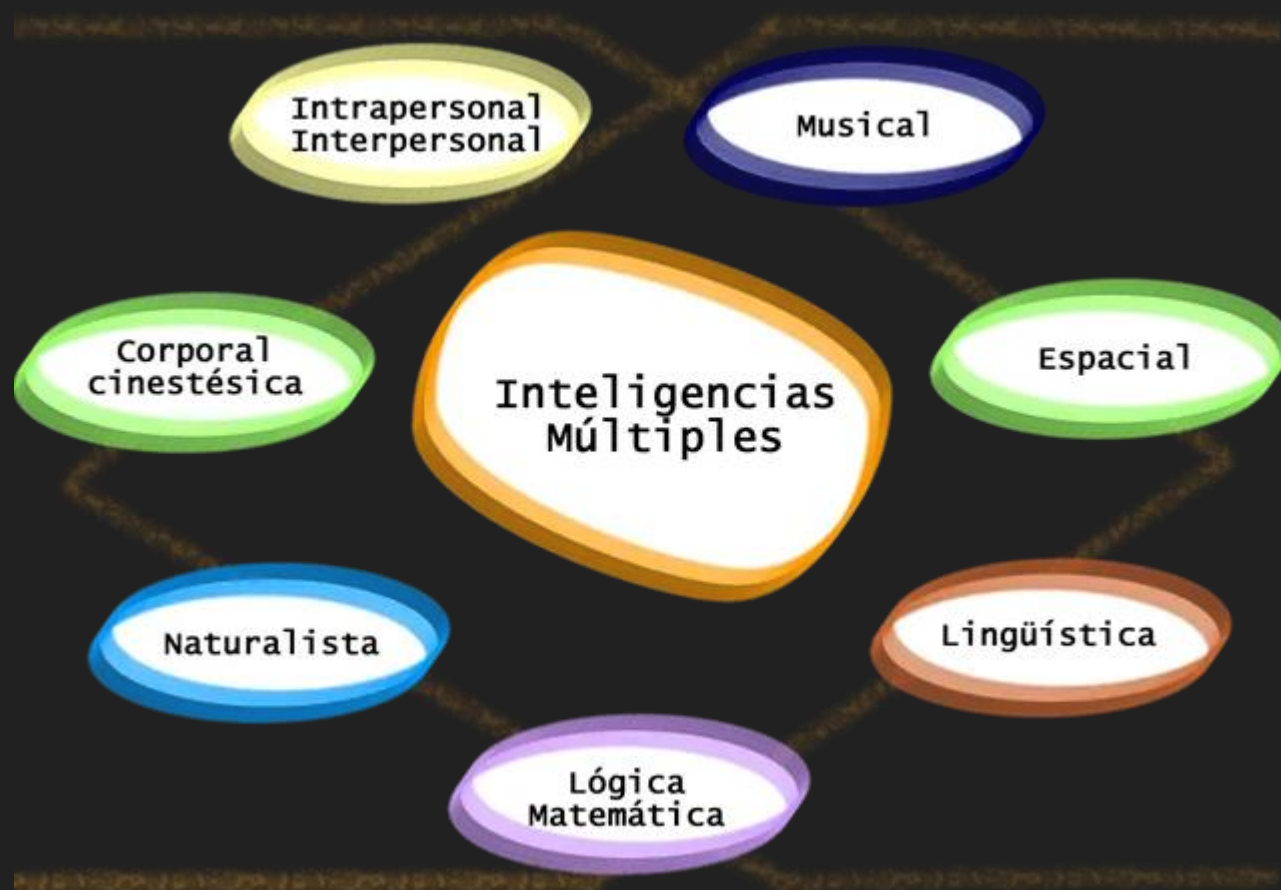 Intrapersonal
Interpersonal
Musical
Corporal
cinestésica
Inteligencias
Múltiples
Espacial
Naturalista
Lingüística
Lógica
Matemática